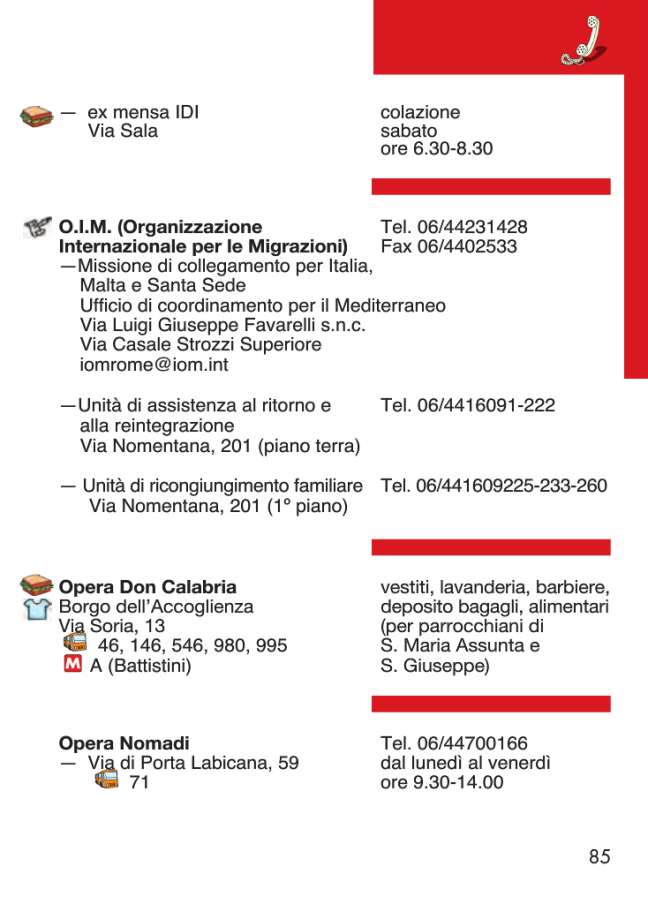 — ex mensa IDI colazione
Via Sala sabato
ore 6.30-8.30
O.I.M. (Organizzazione Tel. 06/44231428
Internazionale per le Migrazioni) Fax 06/4402533
—Missione di collegamento per Italia,
Malta e Santa Sede
Ufficio di coordinamento per il Mediterraneo
Via Luigi Giuseppe Favarelli s.n.c.
Via Casale Strozzi Superiore
iomrome@iom.int
—Unità di assistenza al ritorno e Tel. 06/4416091-222
alla reintegrazione
Via Nomentana, 201 (piano terra)
— Unità di ricongiungimento familiare Tel. 06/441609225-233-260
Via Nomentana, 201 (1º piano)
Opera Don Calabria vestiti, lavanderia, barbiere,
Borgo dell’Accoglienza deposito bagagli, alimentari
Via Soria, 13 (per parrocchiani di
46, 146, 546, 980, 995 S. Maria Assunta e
M A (Battistini) S. Giuseppe)
Opera Nomadi Tel. 06/44700166
— Via di Porta Labicana, 59 dal lunedì al venerdì
71 ore 9.30-14.00
85